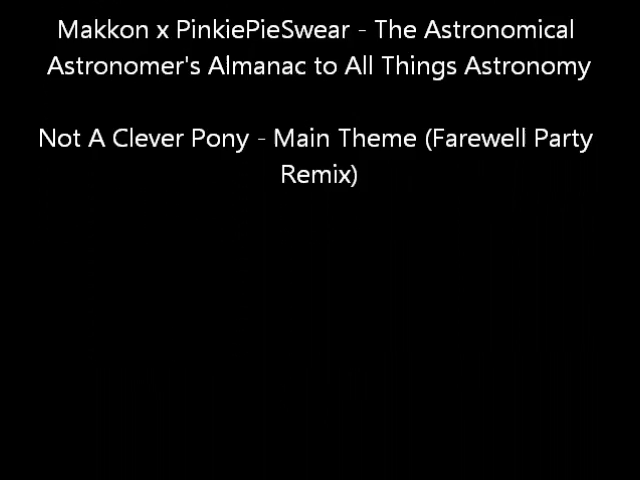 Makkon x PinkiePieSwear - The Astronomical
Astronomer's Almanac to All Things Astronomy
Not A Clever Pony - Main Theme (Farewell Party
Remix)